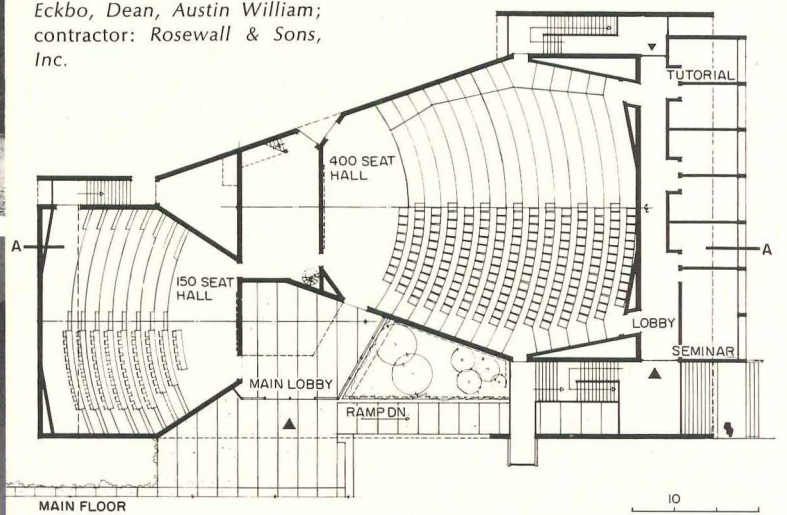 Eckbo, Dean, Austin William;
contractor: Rosewall & Sons,
Inc.
TUTORIAL
400 SEAT
HALL
A
A
150 SEAT
HALL
LOBBY
SEMINAR
MAIN LOBBY
RAMP DN.
MAIN FLOOR
10